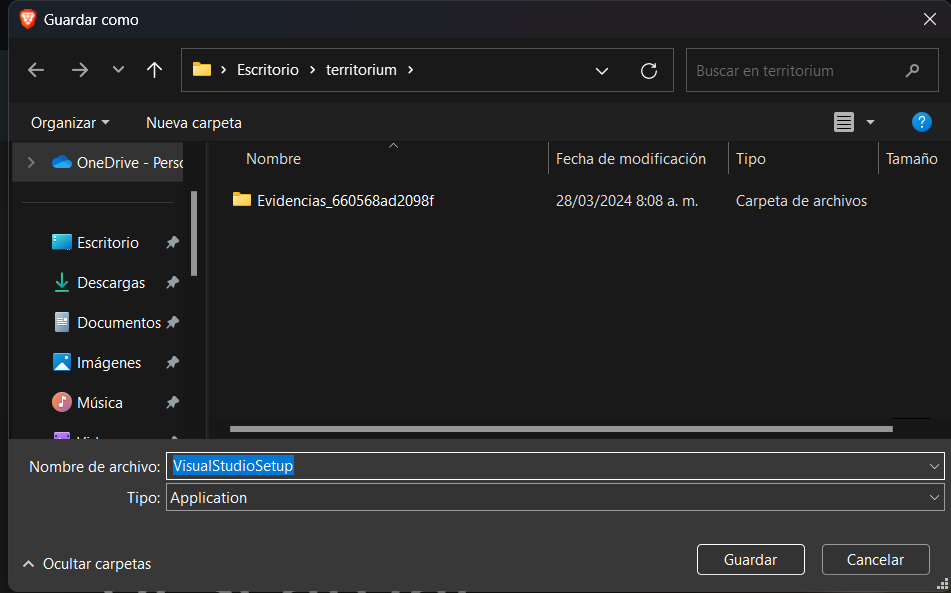 Guardar como
Escritorio territorium
Buscar en territorium
Organizar Nueva carpeta
?
OneDrive - Perso
Nombre Fecha de modificación Tipo Tamaño
Evidencias_660568ad2098f 28/03/2024 8:08 a. m. Carpeta de archivos
Escritorio
Descargas
Documentos
Imágenes
Música
Nombre de archivo: VisualStudioSetup
Tipo: Application
Ocultar carpetas Guardar Cancelar